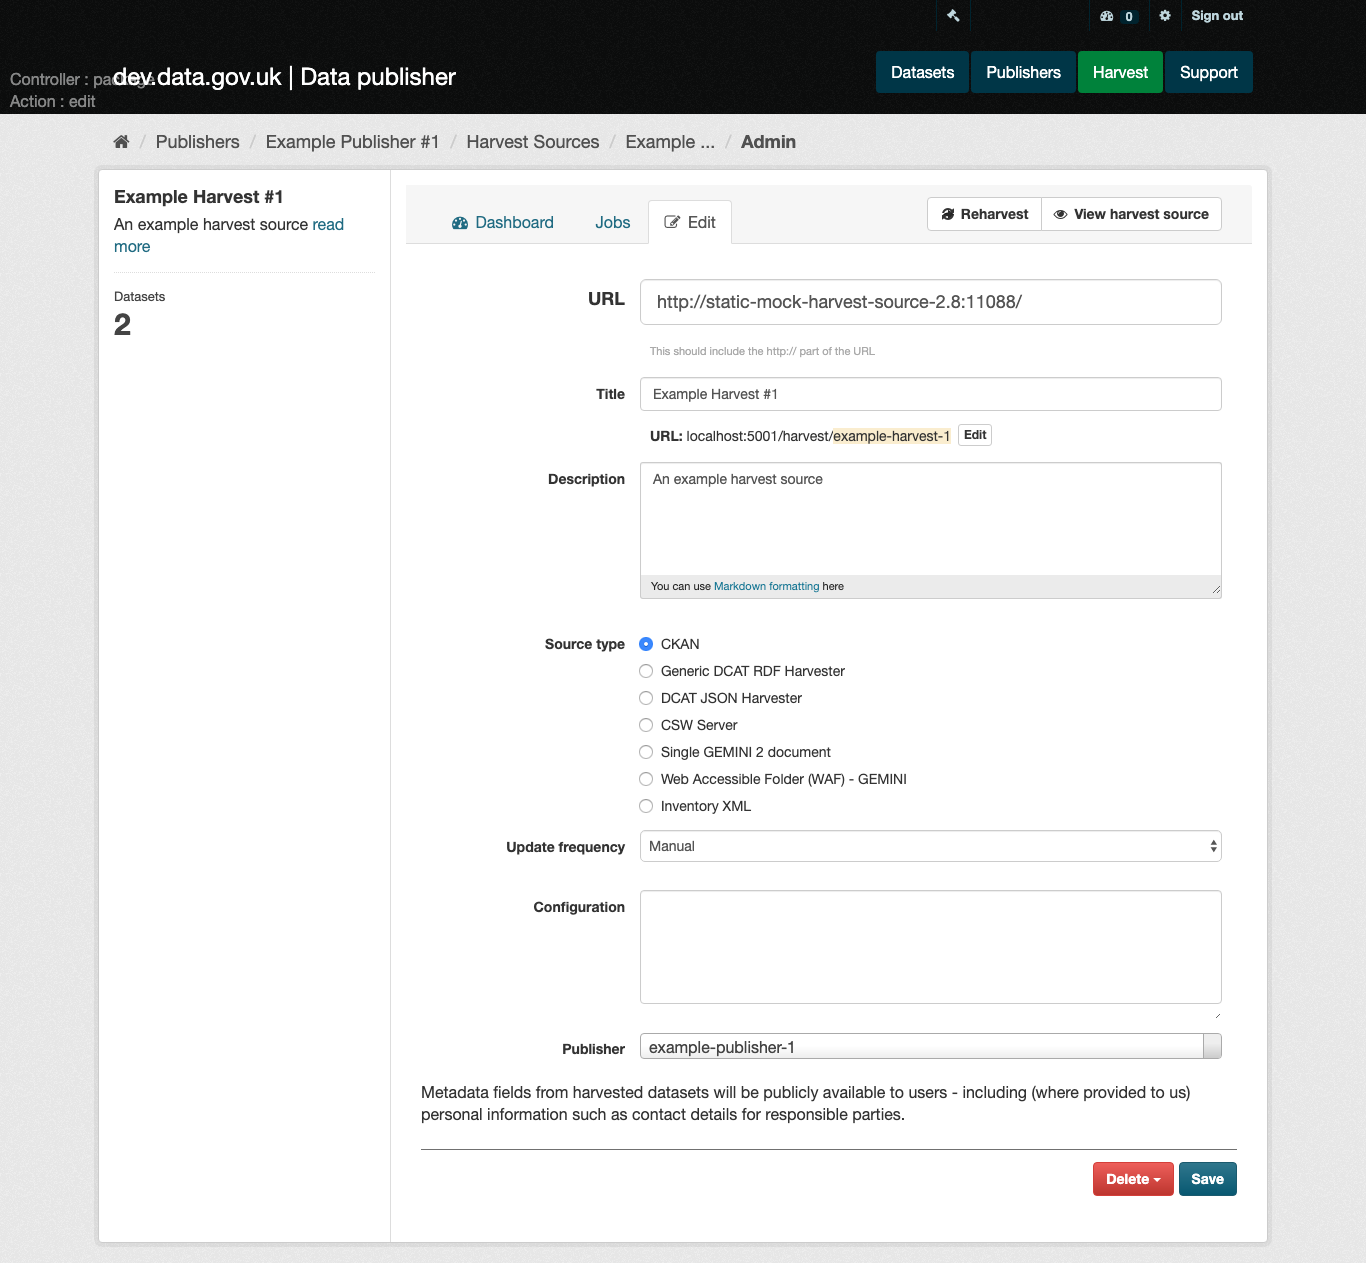 0
Sign out
Controller : package
Action : edit
dev.data.gov.uk | Data publisher
Datasets
Publishers
Harvest
Support
/ Publishers / Example Publisher #1 / Harvest Sources / Example ... / Admin
Example Harvest #1
An example harvest source read
more
Datasets
2
Dashboard
Jobs
Edit
Reharvest
View harvest source
URL
http://static-mock-harvest-source-2.8:11088/
This should include the http:// part of the URL
Title
Example Harvest #1
URL: localhost:5001/harvest/example-harvest-1
Edit
Description
An example harvest source
You can use Markdown formatting here
Source type
CKAN
Generic DCAT RDF Harvester
DCAT JSON Harvester
CSW Server
Single GEMINI 2 document
Web Accessible Folder (WAF) - GEMINI
Inventory XML
Update frequency
Manual
Configuration
Publisher
example-publisher-1
Metadata fields from harvested datasets will be publicly available to users - including (where provided to us)
personal information such as contact details for responsible parties.
Delete
Save